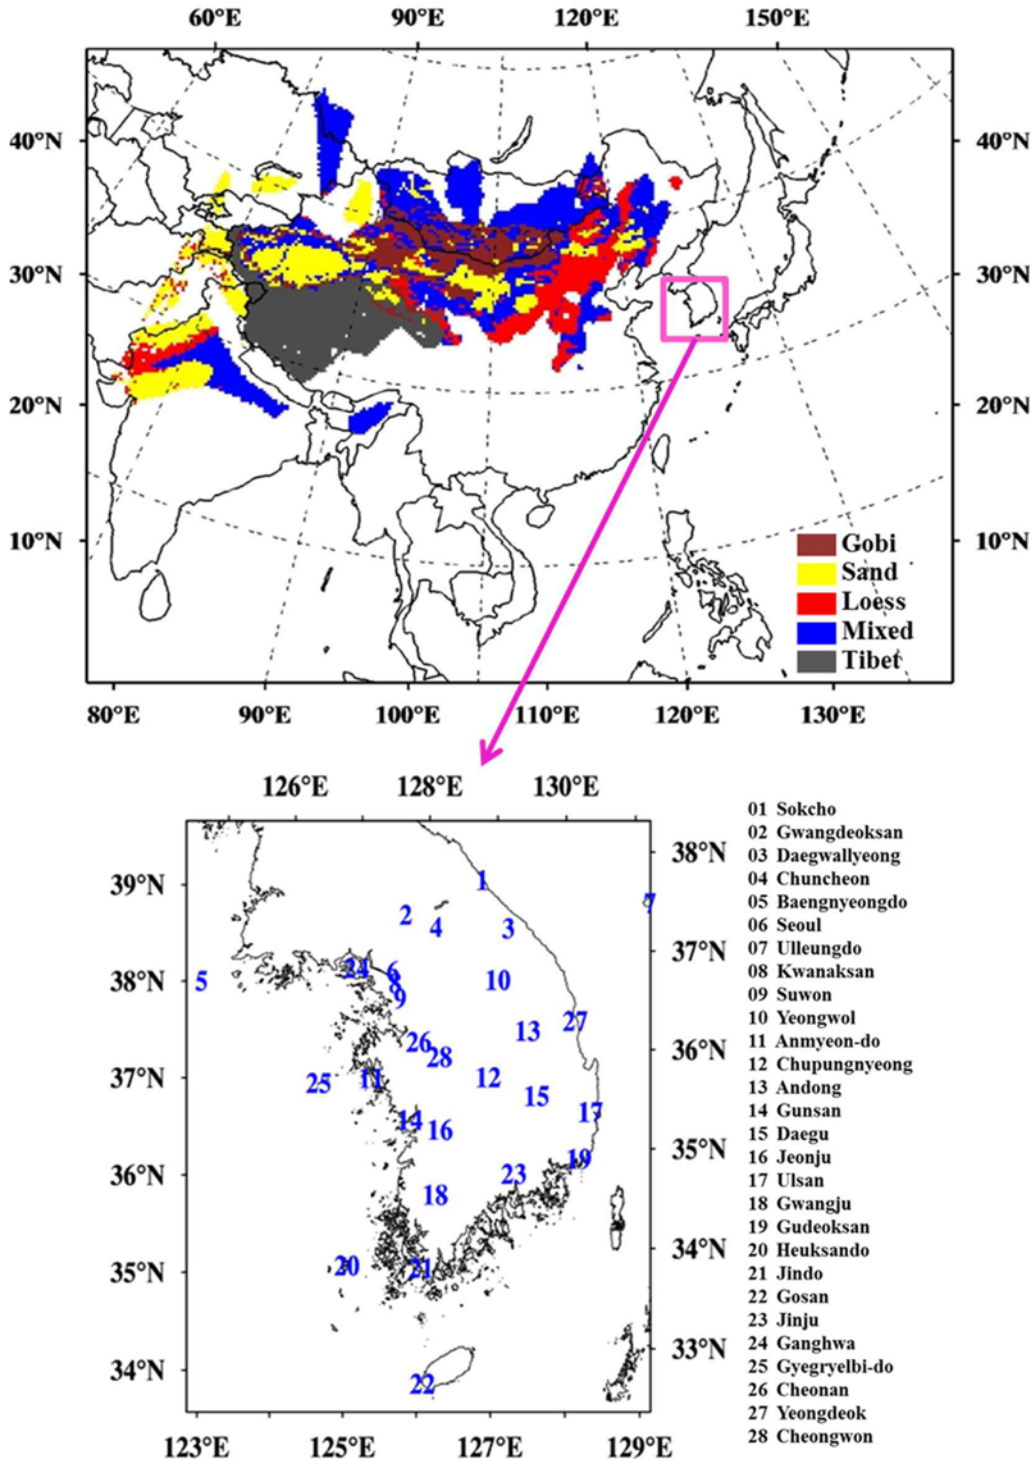 60°E 90°E 120°E 150°E
40°N 40°N
30°N 30°N
20°N 20°N
10°N 10°N
Gobi
Sand
Loess
Mixed
Tibet
80°E 90°E 100°E 110°E 120°E 130°E
126°E 128°E 130°E
38°N
39°N
37°N
38°N
36°N
37°N
35°N
36°N
34°N
35°N
33°N
34°N
123°E 125°E 127°E 129°E
1
7
2
4 3
24 6
5 8 10
9
27
13
26
28
25 11 12
15
17
14
16
19
23
18
20 21
22
01 Sokcho
02 Gwangdeoksan
03 Daegwallyeong
04 Chuncheon
05 Baengnyeongdo
06 Seoul
07 Ulleungdo
08 Kwanaksan
09 Suwon
10 Yeongwol
11 Anmyeon-do
12 Chupungnyeong
13 Andong
14 Gunsan
15 Daegu
16 Jeonju
17 Ulsan
18 Gwangju
19 Gudeoksan
20 Heuksando
21 Jindo
22 Gosan
23 Jinju
24 Ganghwa
25 Gyegryelbi-do
26 Cheonan
27 Yeongdeok
28 Cheongwon